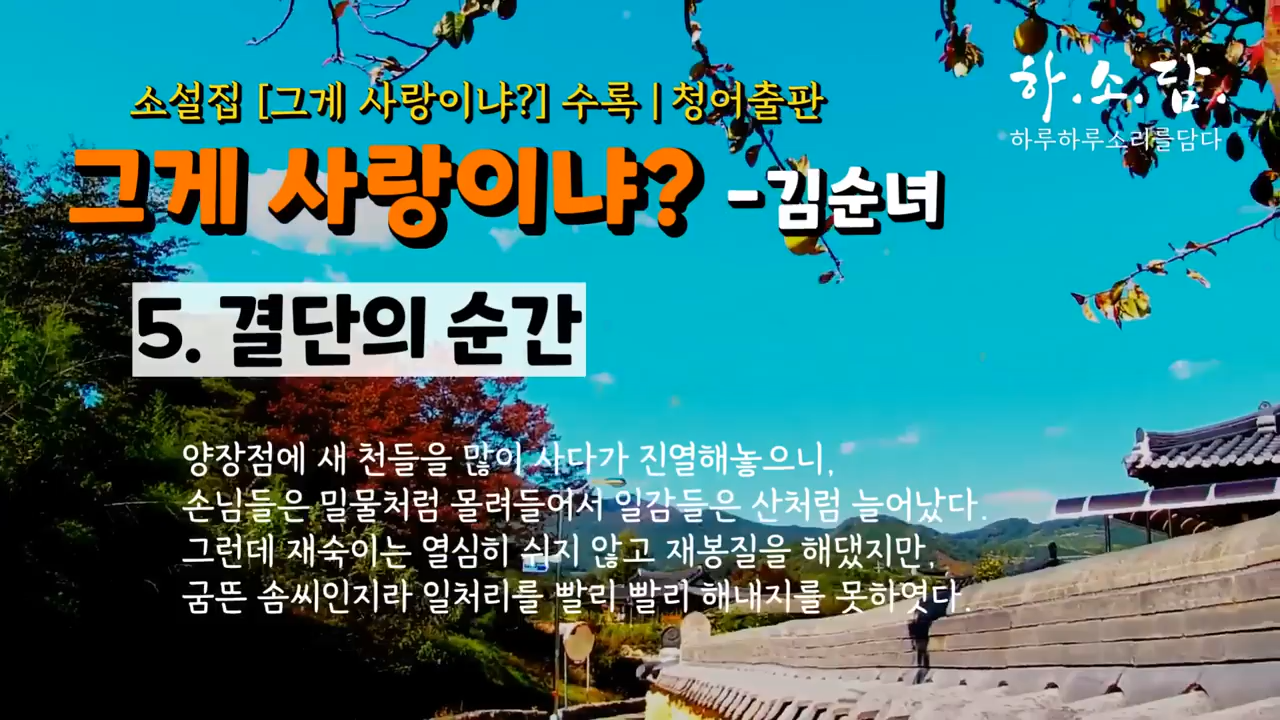 소설집 [그게 사랑이냐?] 수록 | 청어출판
하.소.담.
하루하루소리를담다
그게 사랑이냐? -김순녀
5. 결단의 순간
양장점에 새 천들을 많이 사다가 진열해놓으니,
손님들은 밀물처럼 몰려들어서 일감들은 산처럼 늘어났다.
그런데 재숙이는 열심히 쉬지 않고 재봉질을 해댔지만,
굼뜬 솜씨인지라 일처리를 빨리 빨리 해내지를 못하엿다.